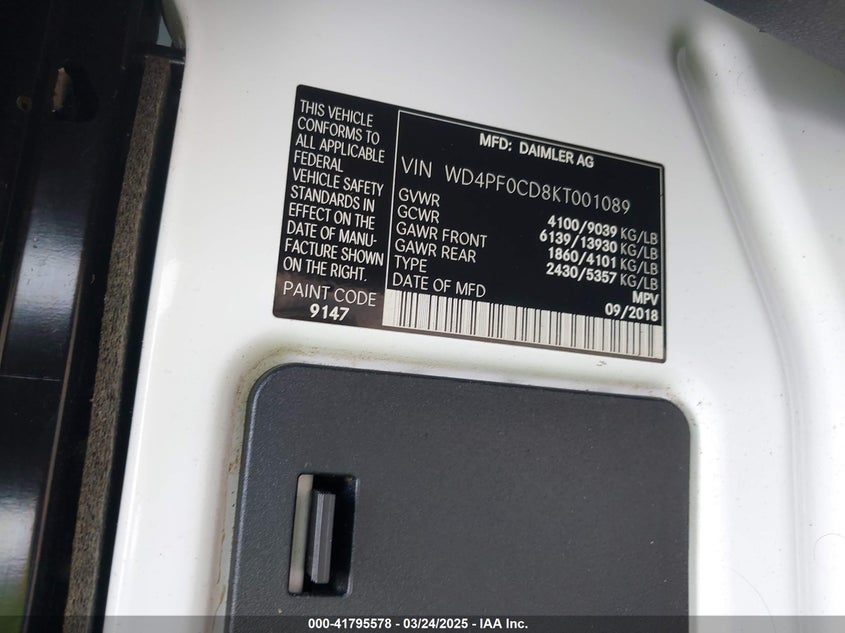 THIS VEHICLE
CONFORMS TO
ALL APPLICABLE
FEDERAL
VEHICLE SAFETY
STANDARDS IN
EFFECT ON THE
DATE OF MANU-
FACTURE SHOWN
ON THE RIGHT.
PAINT CODE
9147
MFD: DAIMLER AG
VIN WD4PF0CD8KT001089
GVWR 4100/9039 KG/LB
GCWR 6139/13930 KG/LB
GAWR FRONT 1860/4101 KG/LB
GAWR REAR 2430/5357 KG/LB
TYPE MPV
DATE OF MFD 09/2018
000-41795578 - 03/24/2025 - IAA Inc.